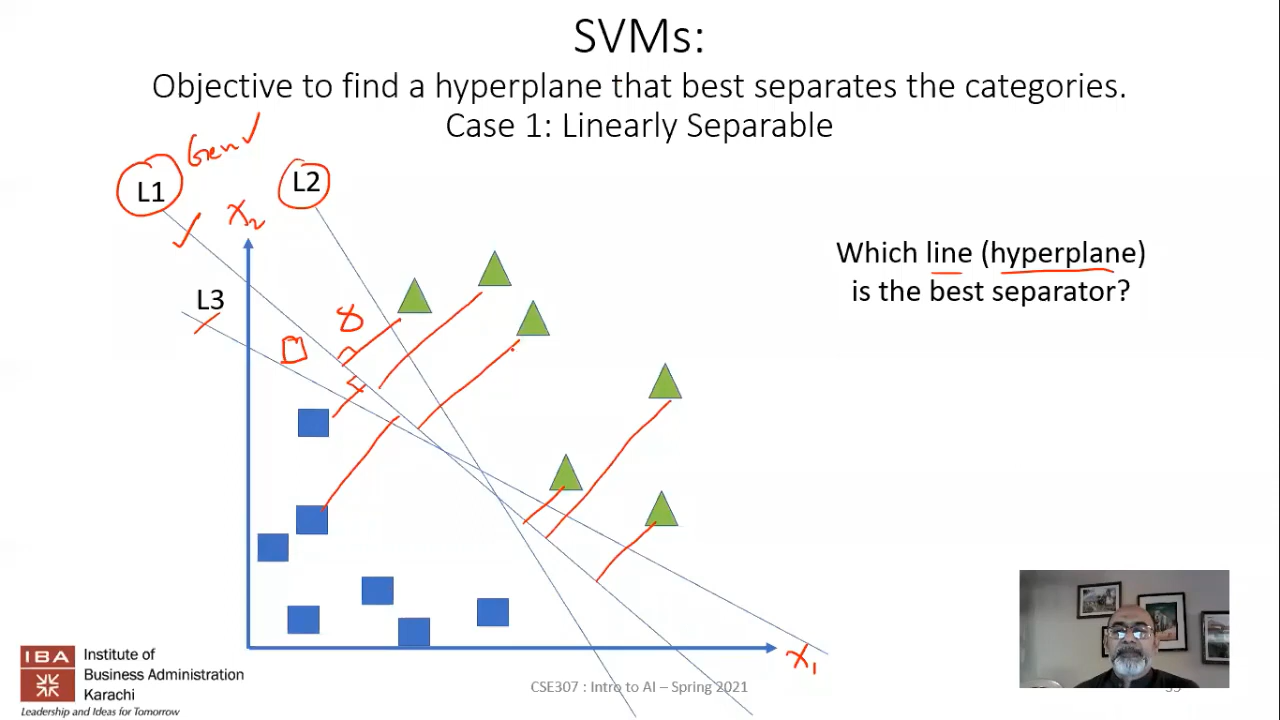 SVMs:
Objective to find a hyperplane that best separates the categories.
Case 1: Linearly Separable
Gen
L1
L2
X2
L3
Which line (hyperplane)
is the best separator?
X1
IBA
Institute of
Business Administration
Karachi
Leadership and Ideas for Tomorrow
CSE307 : Intro to AI – Spring 2021